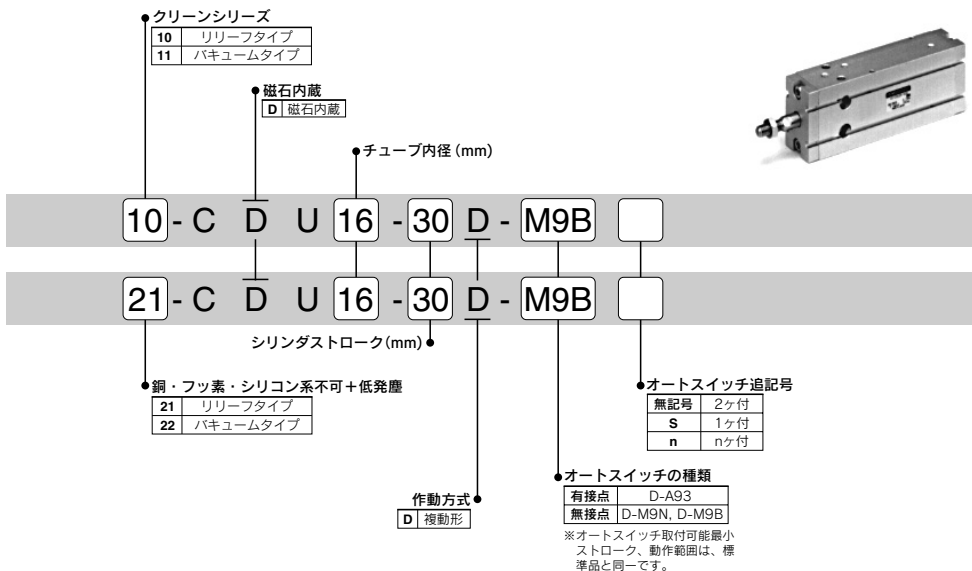 クリーンシリーズ
10 リリーフタイプ
11 バキュームタイプ
磁石内蔵
D 磁石内蔵
チューブ内径(mm)
10 - C D U 16 - 30 D - M9B
21 - C D U 16 - 30 D - M9B
シリンダストローク(mm)
銅・フッ素・シリコン系不可+低発塵
21 リリーフタイプ
22 バキュームタイプ
オートスイッチ追記号
無記号 2ヶ付
S 1ヶ付
n nヶ付
作動方式
D 複動形
オートスイッチの種類
有接点 D-A93
無接点 D-M9N, D-M9B
※オートスイッチ取付可能最小
ストローク、動作範囲は、標
準品と同一です。